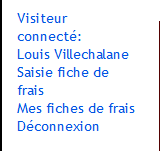 Visiteur
connecté:
Louis Villechalane
Saisie fiche de
frais
Mes fiches de frais
Déconnexion